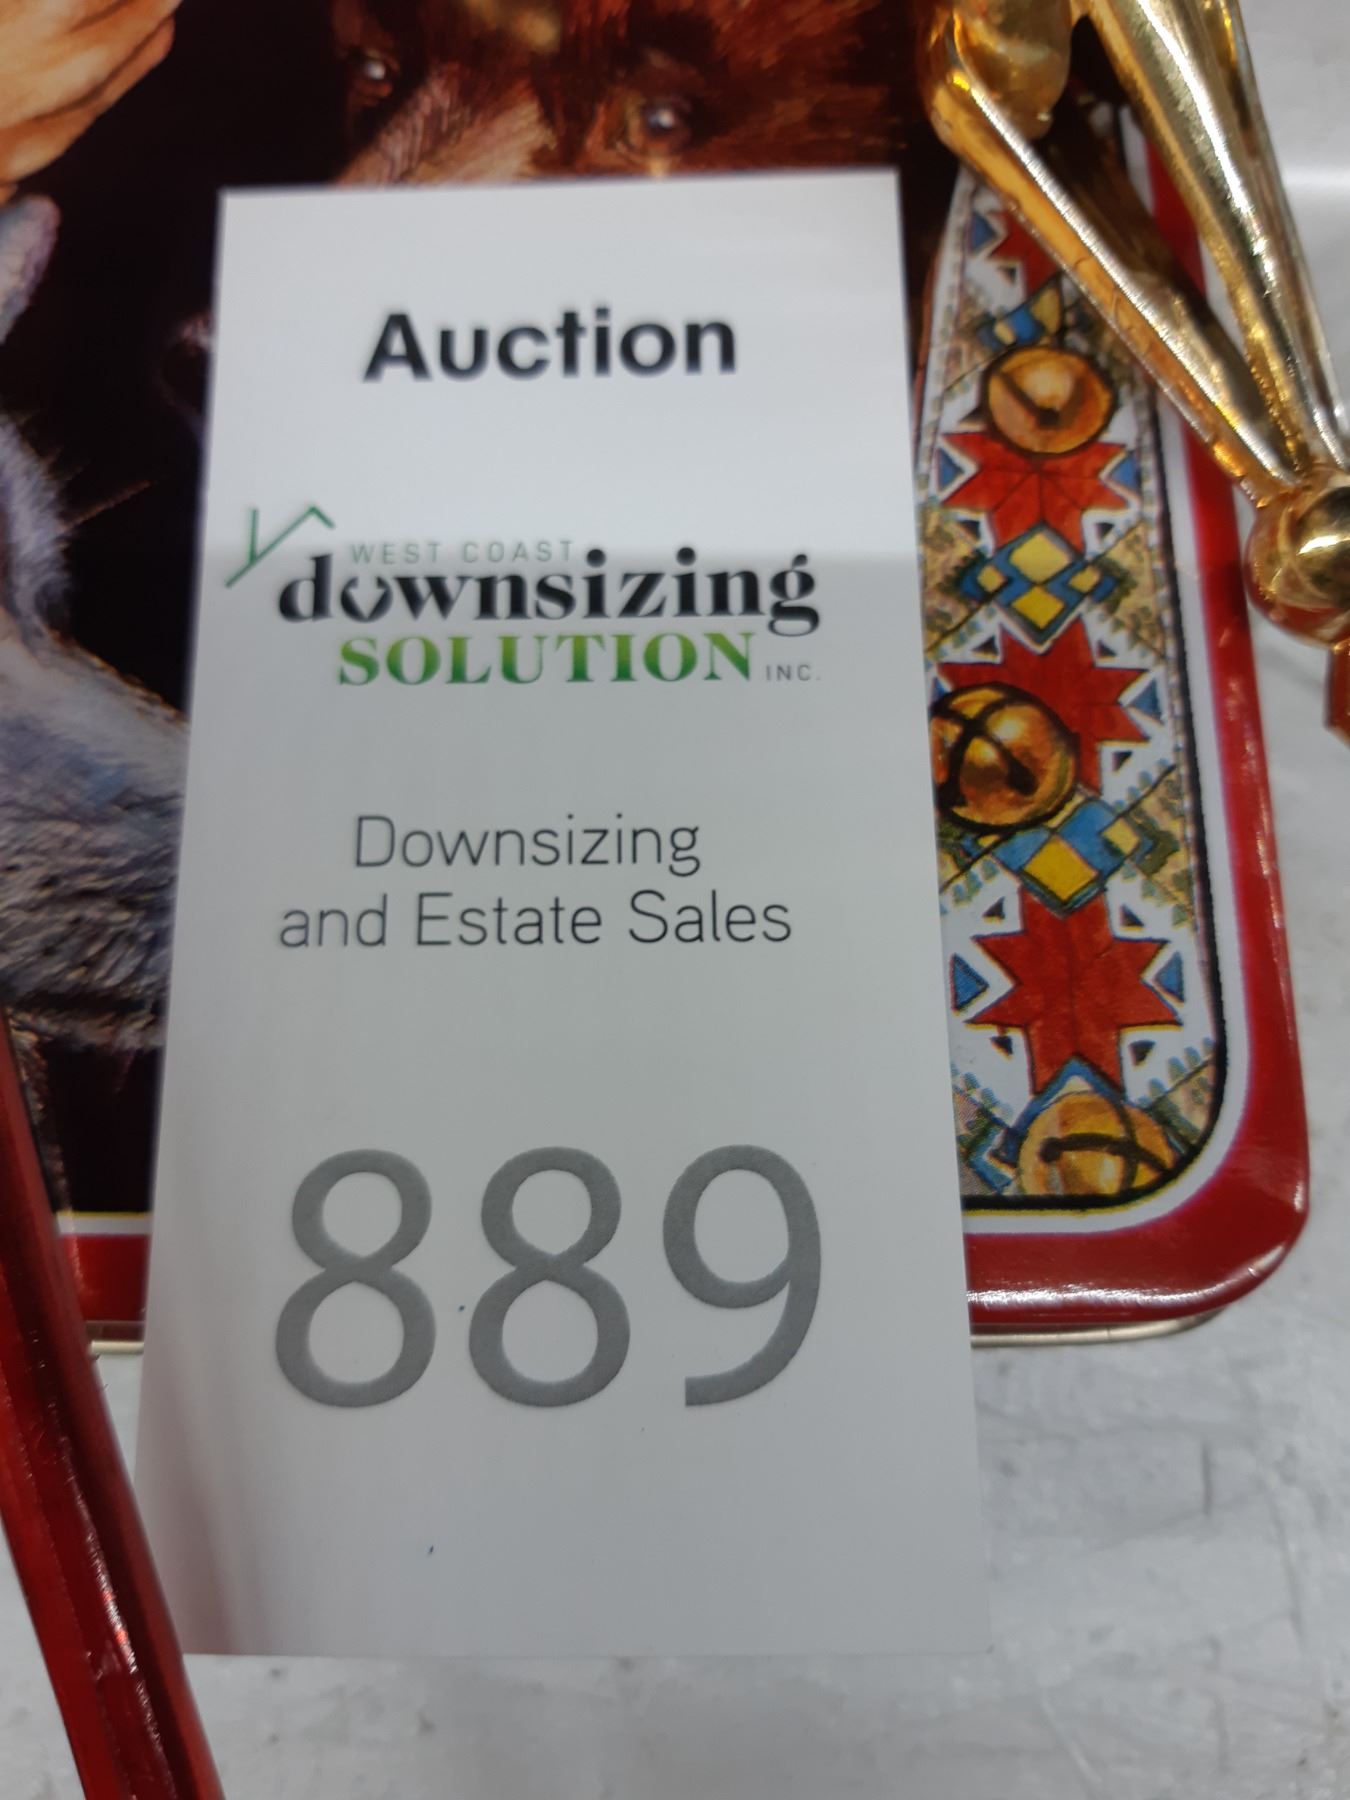 Auction
WEST COAST
downsizing
SOLUTION INC.
Downsizing
and Estate Sales
889